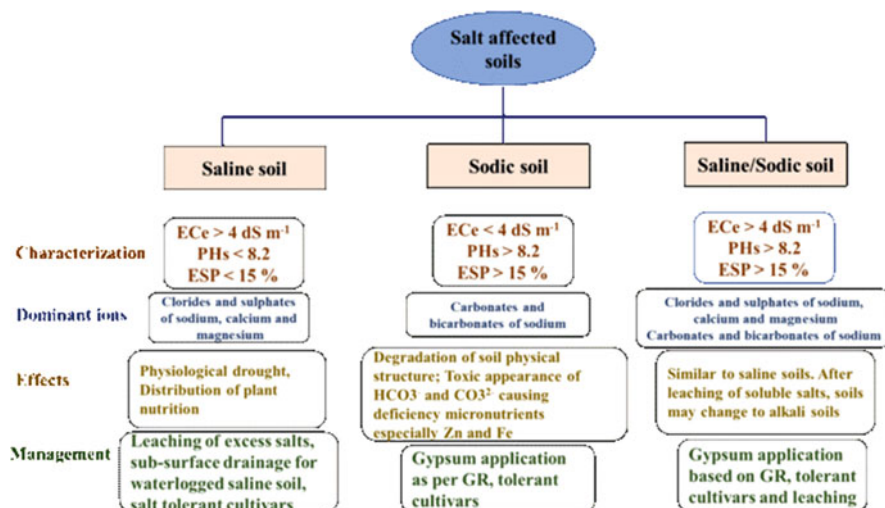 Salt affected
soils
Saline soil
Sodic soil
Saline/Sodic soil
Characterization
ECe > 4 dS m⁻¹
PHs < 8.2
ESP < 15 %
ECe < 4 dS m⁻¹
PHs > 8.2
ESP > 15 %
ECe > 4 dS m⁻¹
PHs > 8.2
ESP > 15 %
Dominant ions
Clorides and sulphates
of sodium, calcium and
magnesium
Carbonates and
bicarbonates of sodium
Clorides and sulphates of sodium,
calcium and magnesium
Carbonates and bicarbonates of sodium
Effects
Physiological drought,
Distribution of plant
nutrition
Degradation of soil physical
structure; Toxic appearance of
HCO3 and CO3²⁻ causing
deficiency micronutrients
especially Zn and Fe
Similar to saline soils. After
leaching of soluble salts, soils
may change to alkali soils
Management
Leaching of excess salts,
sub-surface drainage for
waterlogged saline soil,
salt tolerant cultivars
Gypsum application
as per GR, tolerant
cultivars
Gypsum application
based on GR, tolerant
cultivars and leaching